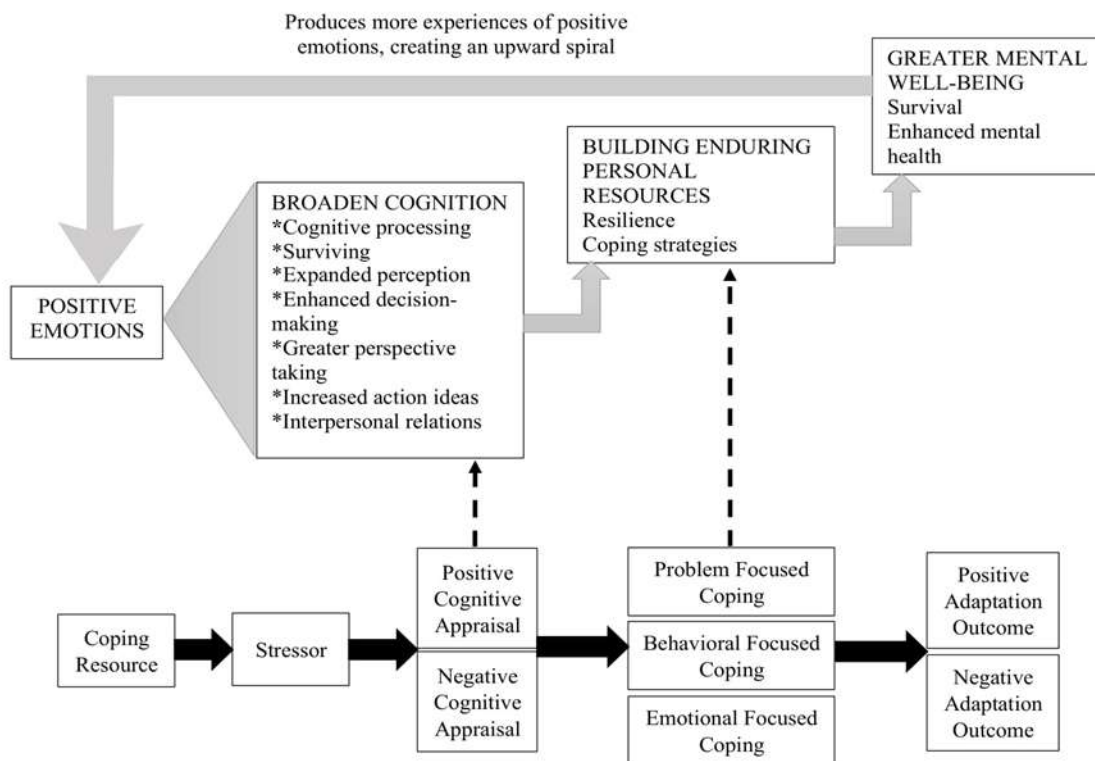 Produces more experiences of positive
emotions, creating an upward spiral
GREATER MENTAL
WELL-BEING
Survival
Enhanced mental
health
BUILDING ENDURING
PERSONAL
RESOURCES
Resilience
Coping strategies
BROADEN COGNITION
*Cognitive processing
*Surviving
*Expanded perception
*Enhanced decision-
making
*Greater perspective
taking
*Increased action ideas
*Interpersonal relations
POSITIVE
EMOTIONS
Coping
Resource
Stressor
Positive
Cognitive
Appraisal
Negative
Cognitive
Appraisal
Problem Focused
Coping
Behavioral Focused
Coping
Emotional Focused
Coping
Positive
Adaptation
Outcome
Negative
Adaptation
Outcome